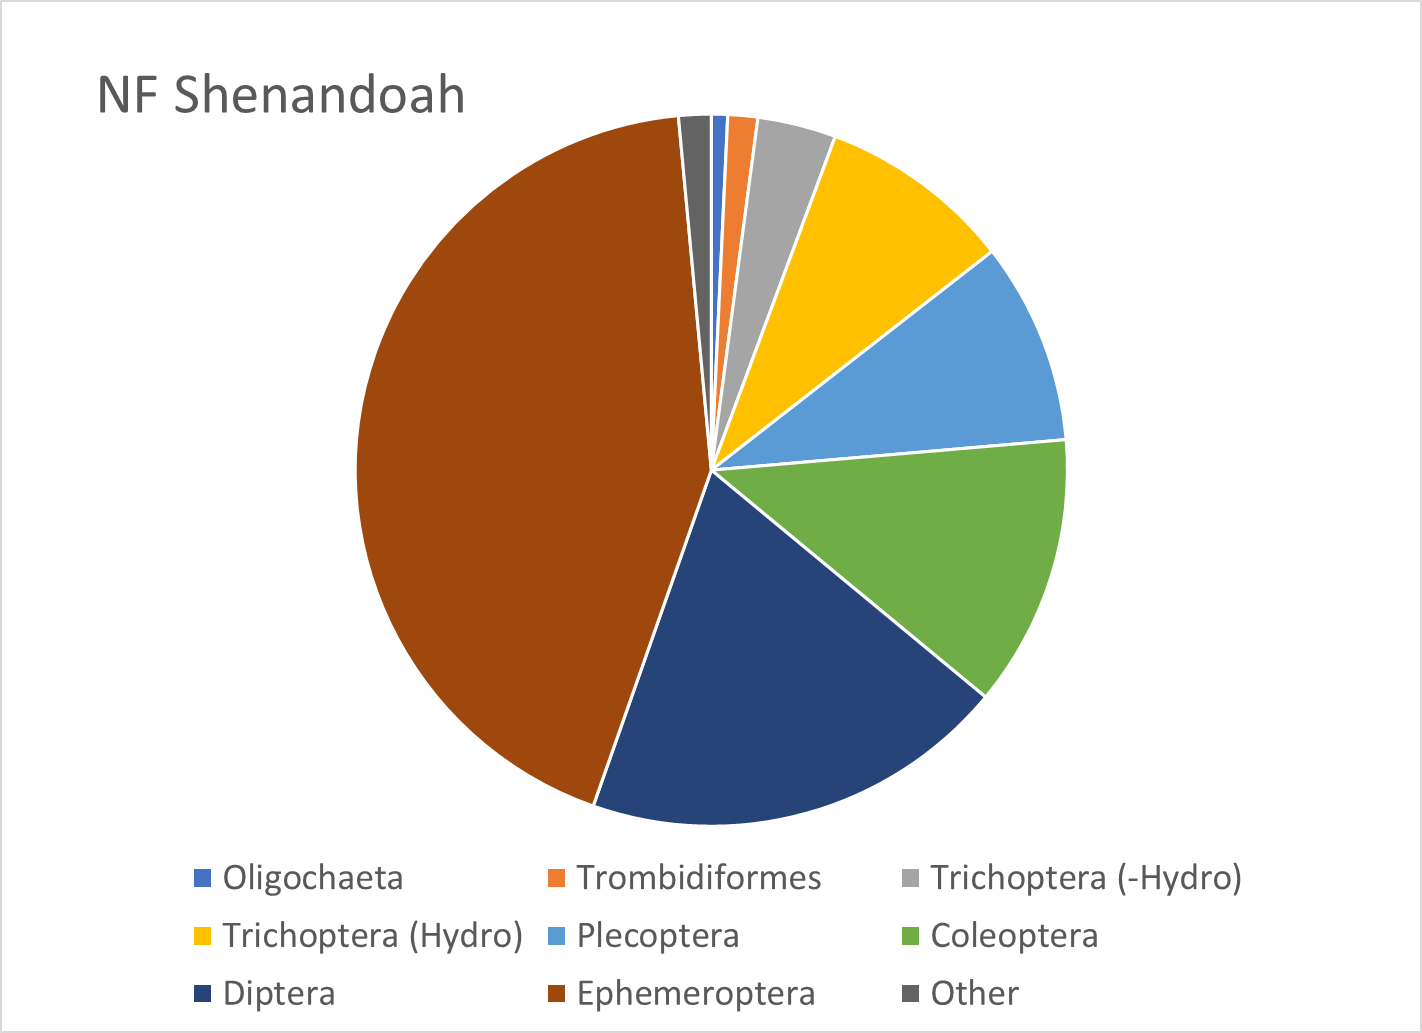 NF Shenandoah
Oligochaeta
Trombidiformes
Trichoptera (-Hydro)
Trichoptera (Hydro)
Plecoptera
Coleoptera
Diptera
Ephemeroptera
Other